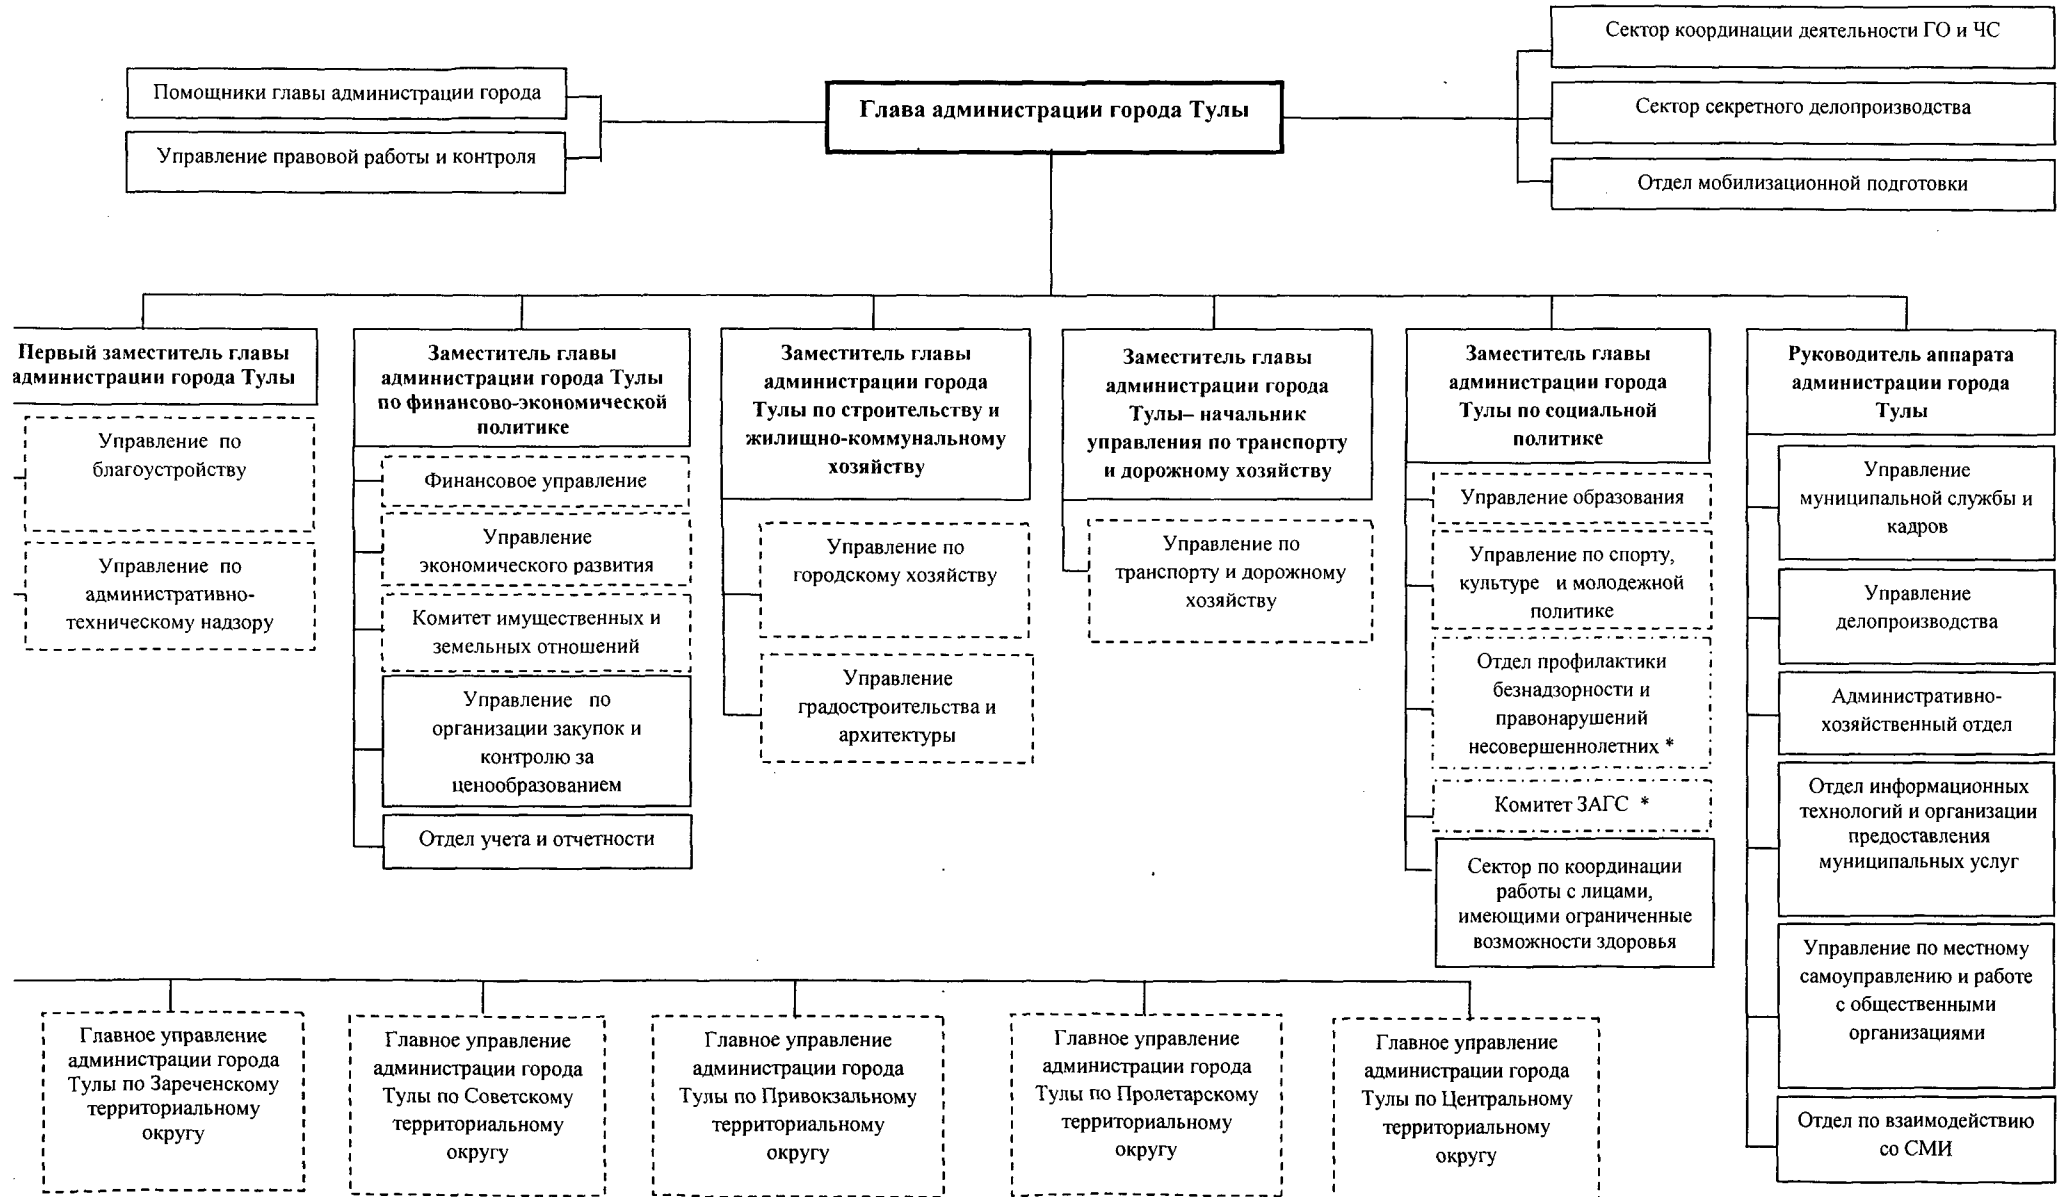 Сектор координации деятельности ГО и ЧС
Помощники главы администрации города
Глава администрации города Тулы
Сектор секретного делопроизводства
Управление правовой работы и контроля
Отдел мобилизационной подготовки
Первый заместитель главы
администрации города Тулы
Управление по
благоустройству
Управление по
административно-
техническому надзору
Заместитель главы
администрации города Тулы
по финансово-экономической
политике
Финансовое управление
Управление
экономического развития
Комитет имущественных и
земельных отношений
Управление по
организации закупок и
контролю за
ценообразованием
Отдел учета и отчетности
Заместитель главы
администрации города
Тулы по строительству и
жилищно-коммунальному
хозяйству
Управление по
городскому хозяйству
Управление
градостроительства и
архитектуры
Заместитель главы
администрации города
Тулы– начальник
управления по транспорту
и дорожному хозяйству
Управление по
транспорту и дорожному
хозяйству
Заместитель главы
администрации города
Тулы по социальной
политике
Управление образования
Управление по спорту,
культуре и молодежной
политике
Отдел профилактики
безнадзорности и
правонарушений
несовершеннолетних *
Комитет ЗАГС *
Сектор по координации
работы с лицами,
имеющими ограниченные
возможности здоровья
Руководитель аппарата
администрации города
Тулы
Управление
муниципальной службы и
кадров
Управление
делопроизводства
Административно-
хозяйственный отдел
Отдел информационных
технологий и организации
предоставления
муниципальных услуг
Управление по местному
самоуправлению и работе
с общественными
организациями
Отдел по взаимодействию
со СМИ
Главное управление
администрации города
Тулы по Зареченскому
территориальному
округу
Главное управление
администрации города
Тулы по Советскому
территориальному
округу
Главное управление
администрации города
Тулы по Привокзальному
территориальному
округу
Главное управление
администрации города
Тулы по Пролетарскому
территориальному
округу
Главное управление
администрации города
Тулы по Центральному
территориальному
округу